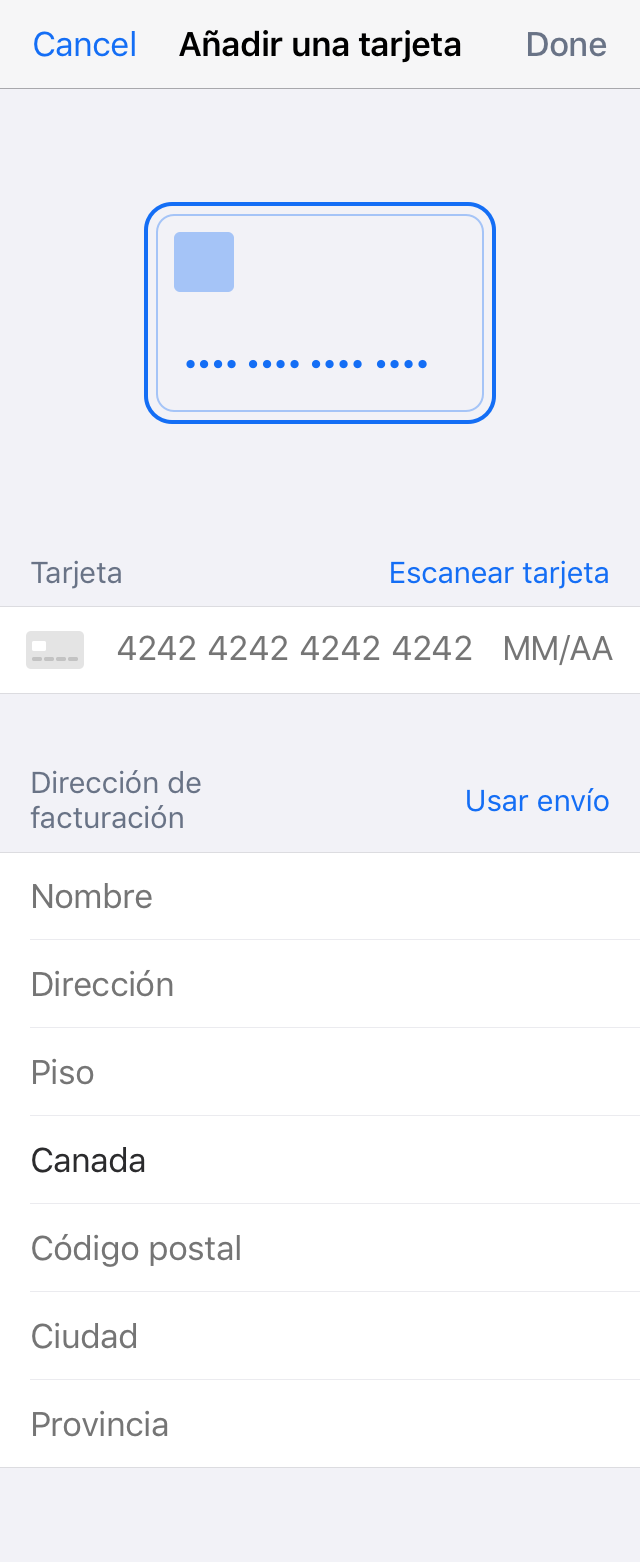 Cancel Añadir una tarjeta Done
Tarjeta Escanear tarjeta
4242 4242 4242 4242 MM/AA
Dirección de
facturación
Usar envío
Nombre
Dirección
Piso
Canada
Código postal
Ciudad
Provincia